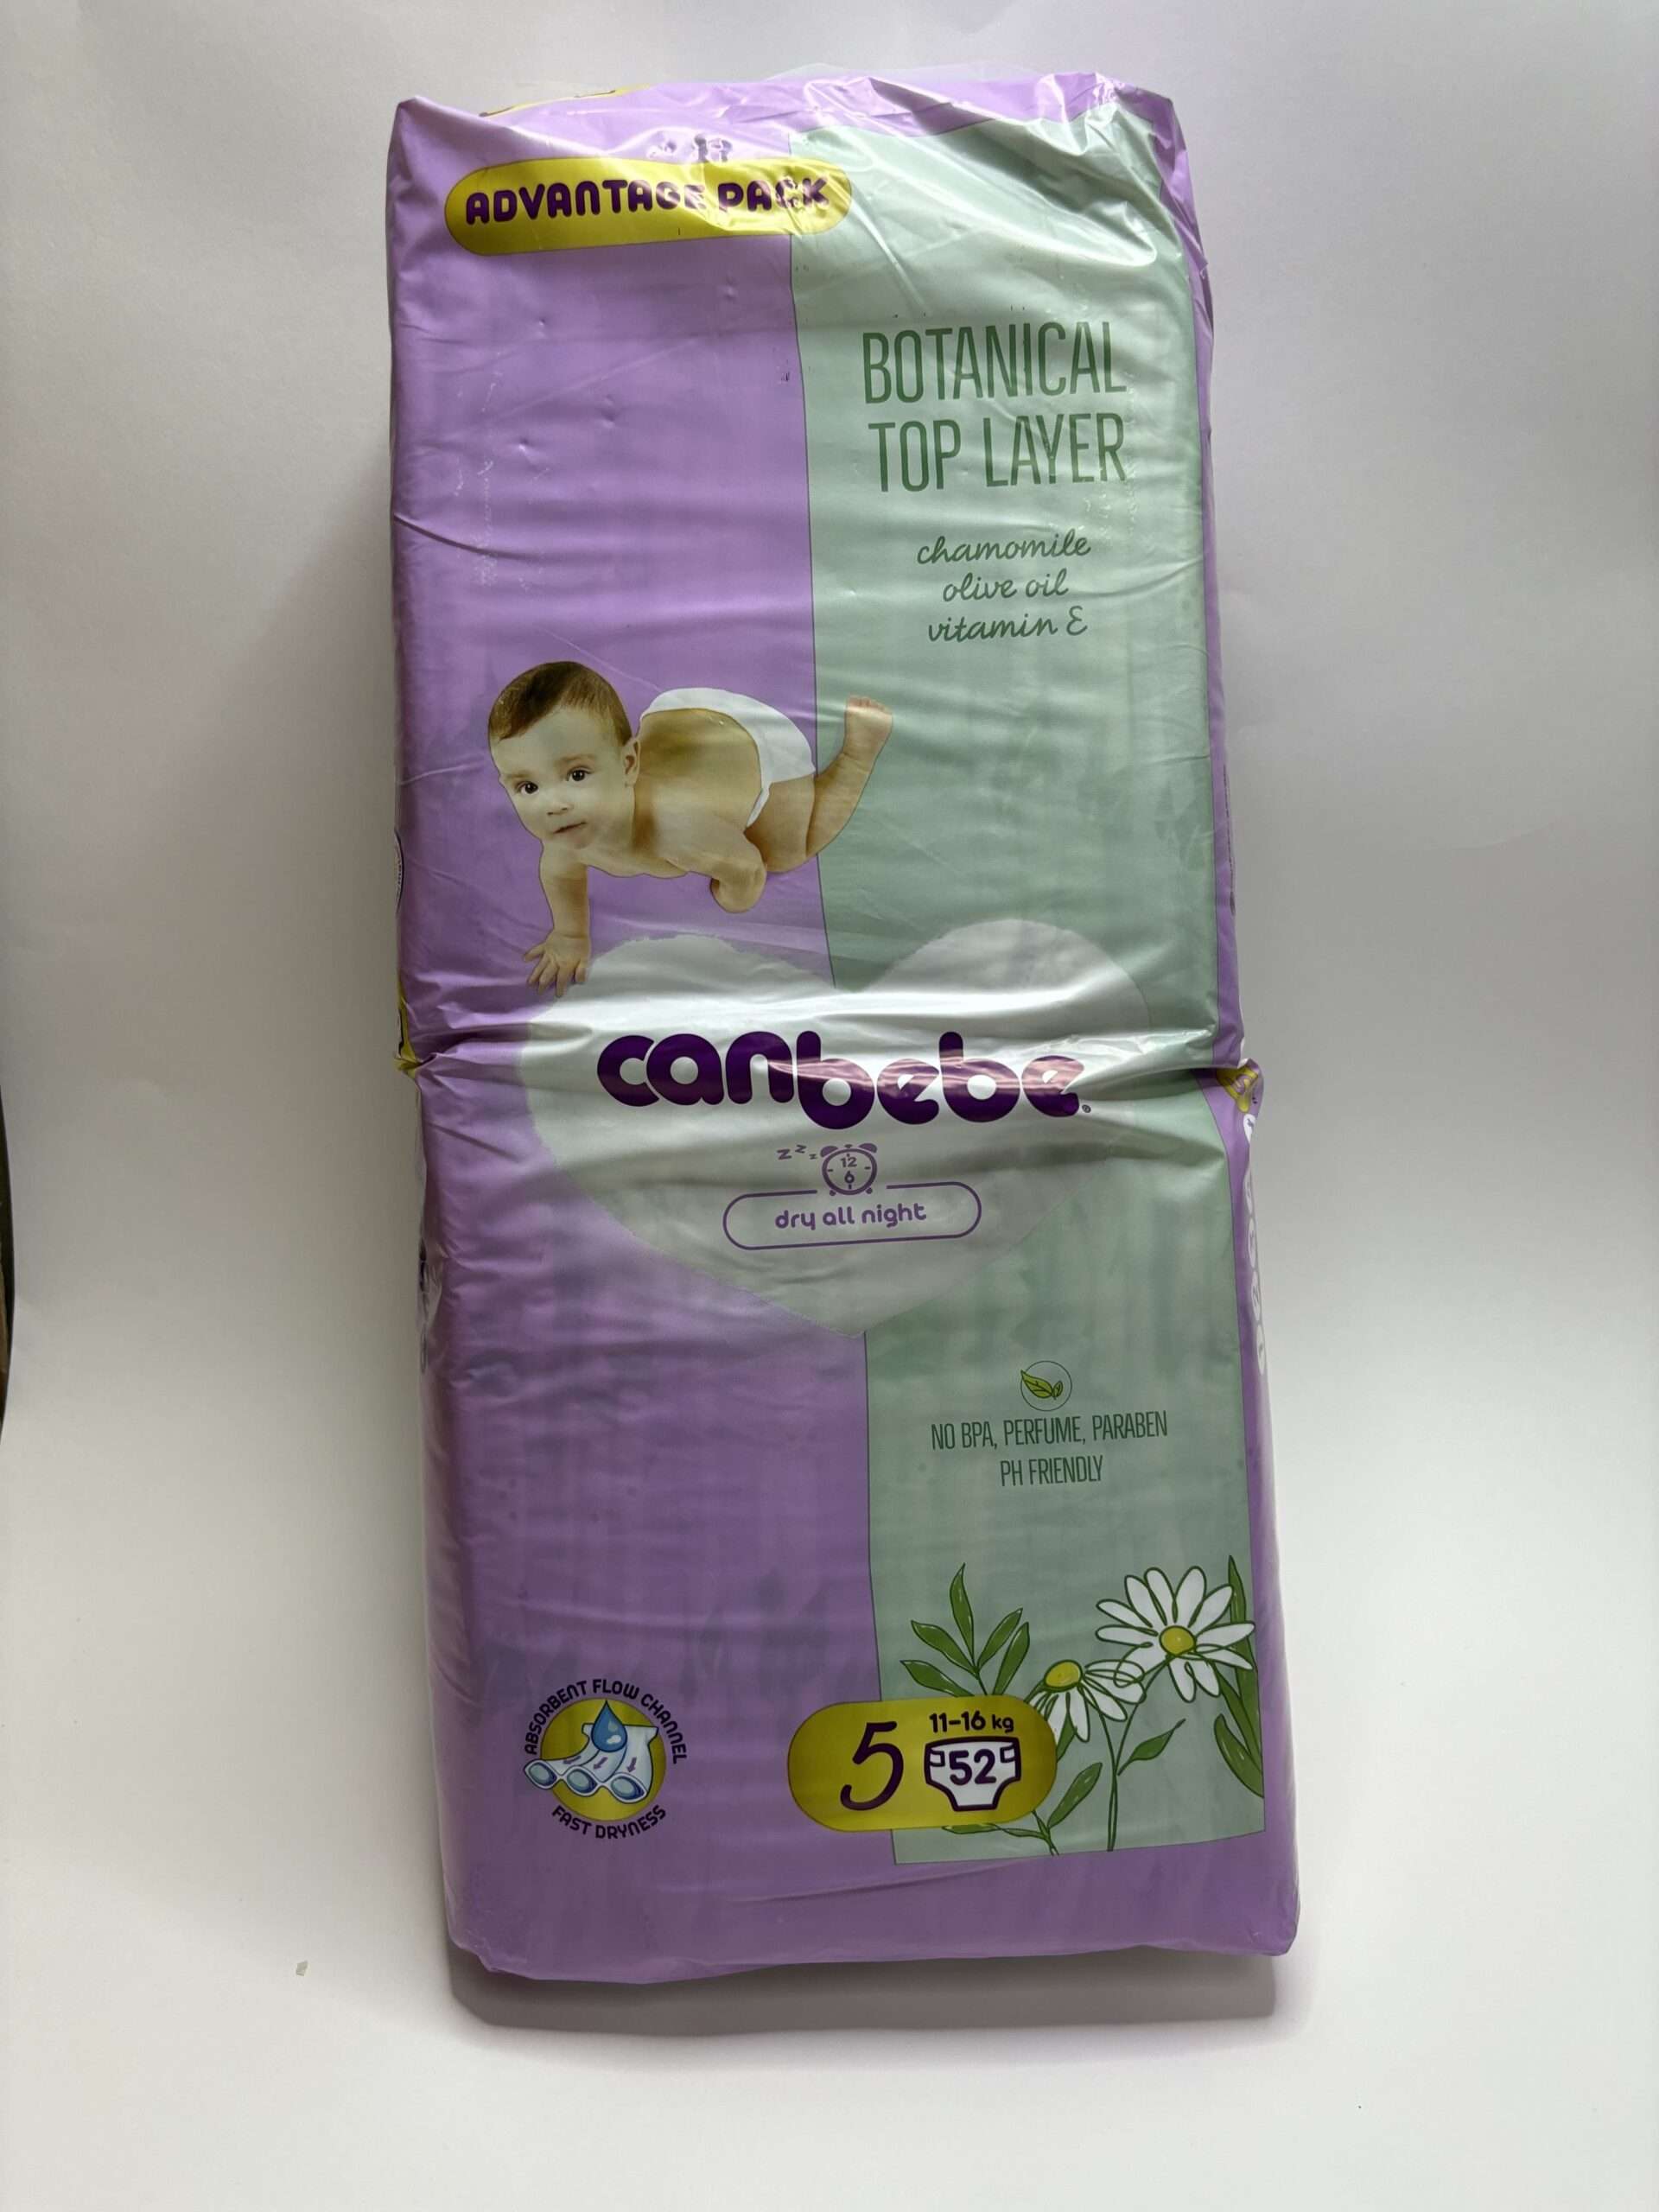 ADVANTAGE PACK
BOTANICAL
TOP LAYER
chamomile
olive oil
vitamin E
canbebe
z z z
12
6
dry all night
NO BPA, PERFUME, PARABEN
PH FRIENDLY
ABSORBENT FLOW CHANNEL
FAST DRYNESS
5
11-16 kg
52